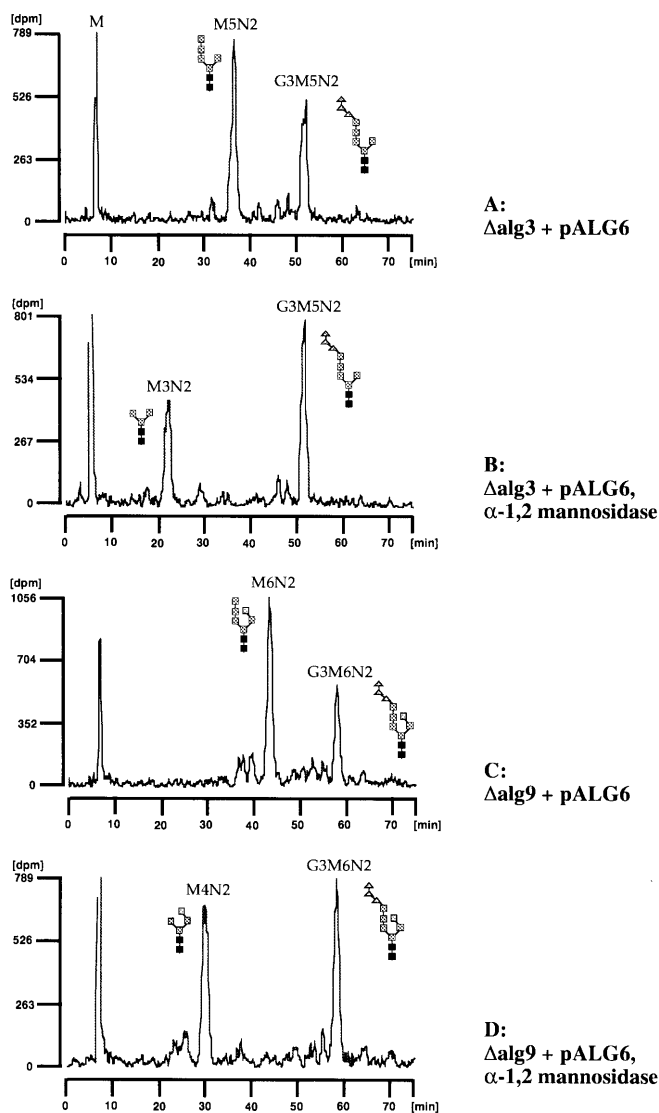 [dpm]
M
M5N2
G3M5N2
789
526
263
0
0 10 20 30 40 50 60 70 [min]
A:
Δalg3 + pALG6
[dpm]
G3M5N2
M3N2
801
534
267
0
0 10 20 30 40 50 60 70 [min]
B:
Δalg3 + pALG6,
α-1,2 mannosidase
[dpm]
M6N2
G3M6N2
1056
704
352
0
0 10 20 30 40 50 60 70 [min]
C:
Δalg9 + pALG6
[dpm]
G3M6N2
M4N2
789
526
263
0
0 10 20 30 40 50 60 70 [min]
D:
Δalg9 + pALG6,
α-1,2 mannosidase